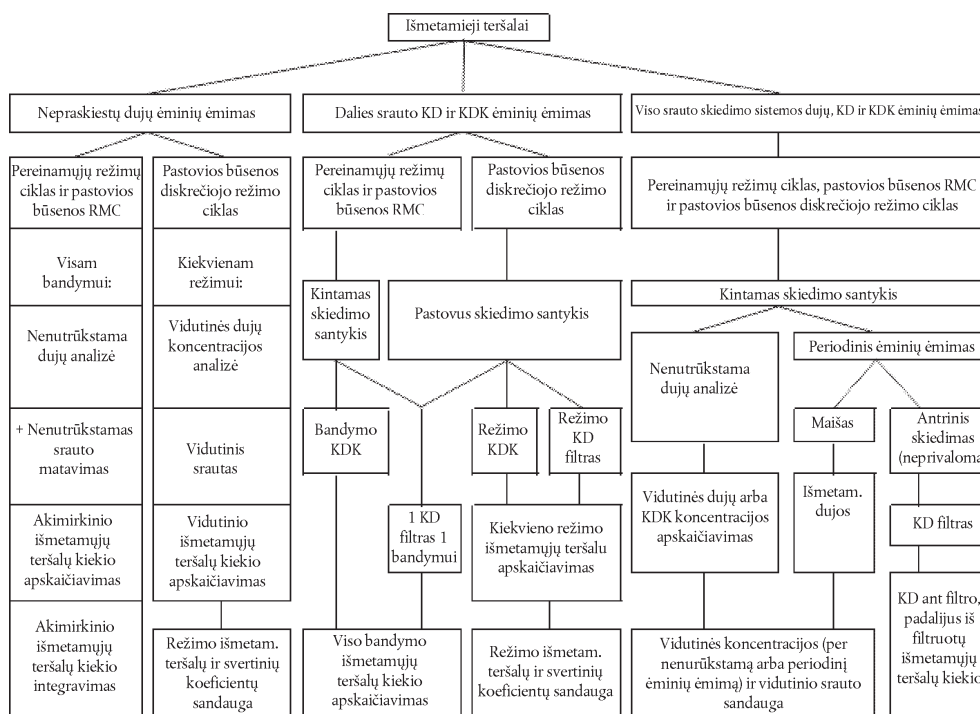 Išmetamieji teršalai
Nepraskiestų dujų ėminių ėmimas
Dalies srauto KD ir KDK ėminių ėmimas
Viso srauto skiedimo sistemos dujų, KD ir KDK ėminių ėmimas
Pereinamųjų režimų
ciklas ir pastovios
būsenos RMC
Pastovios būsenos
diskrečiojo režimo
ciklas
Pereinamųjų režimų
ciklas ir pastovios
būsenos RMC
Pastovios būsenos
diskrečiojo režimo
ciklas
Pereinamųjų režimų ciklas, pastovios būsenos RMC
ir pastovios būsenos diskrečiojo režimo ciklas
Visam
bandymui:
Kiekvienam
režimui:
Kintamas
skiedimo
santykis
Pastovus skiedimo santykis
Kintamas skiedimo santykis
Nenutrūkstama
dujų analizė
Vidutinės dujų
koncentracijos
analizė
Nenutrūkstama
dujų analizė
Periodinis ėminių ėmimas
+ Nenutrūkstamas
srauto
matavimas
Vidutinis
srautas
Bandymo
KDK
Režimo
KDK
Režimo
KD
filtras
Maišas
Antrinis
skiedimas
(neprivaloma
Akimirkinio
išmetamųjų
teršalų kiekio
apskaičiavimas
Vidutinio
išmetamųjų
teršalų kiekio
apskaičiavimas
1 KD
filtras 1
bandymui
Kiekvieno režimo
išmetamųjų teršalu
apskaičiavimas
Vidutinės dujų arba
KDK koncentracijos
apskaičiavimas
Išmetam.
dujos
KD filtras
Akimirkinio
išmetamųjų
teršalų kiekio
integravimas
Režimo išmetam.
teršalų ir svertinių
koeficientų
sandauga
Viso bandymo
išmetamųjų
teršalų kiekio
apskaičiavimas
Režimo išmetam.
teršalų ir svertinių
koeficientų sandauga
Vidutinės koncentracijos (per
nenurūkstamą arba periodinį
ėminių ėmimą) ir vidutinio srauto
sandauga
KD ant filtro,
padalijus iš
filtruotų
išmetamųjų
teršalų kiekio